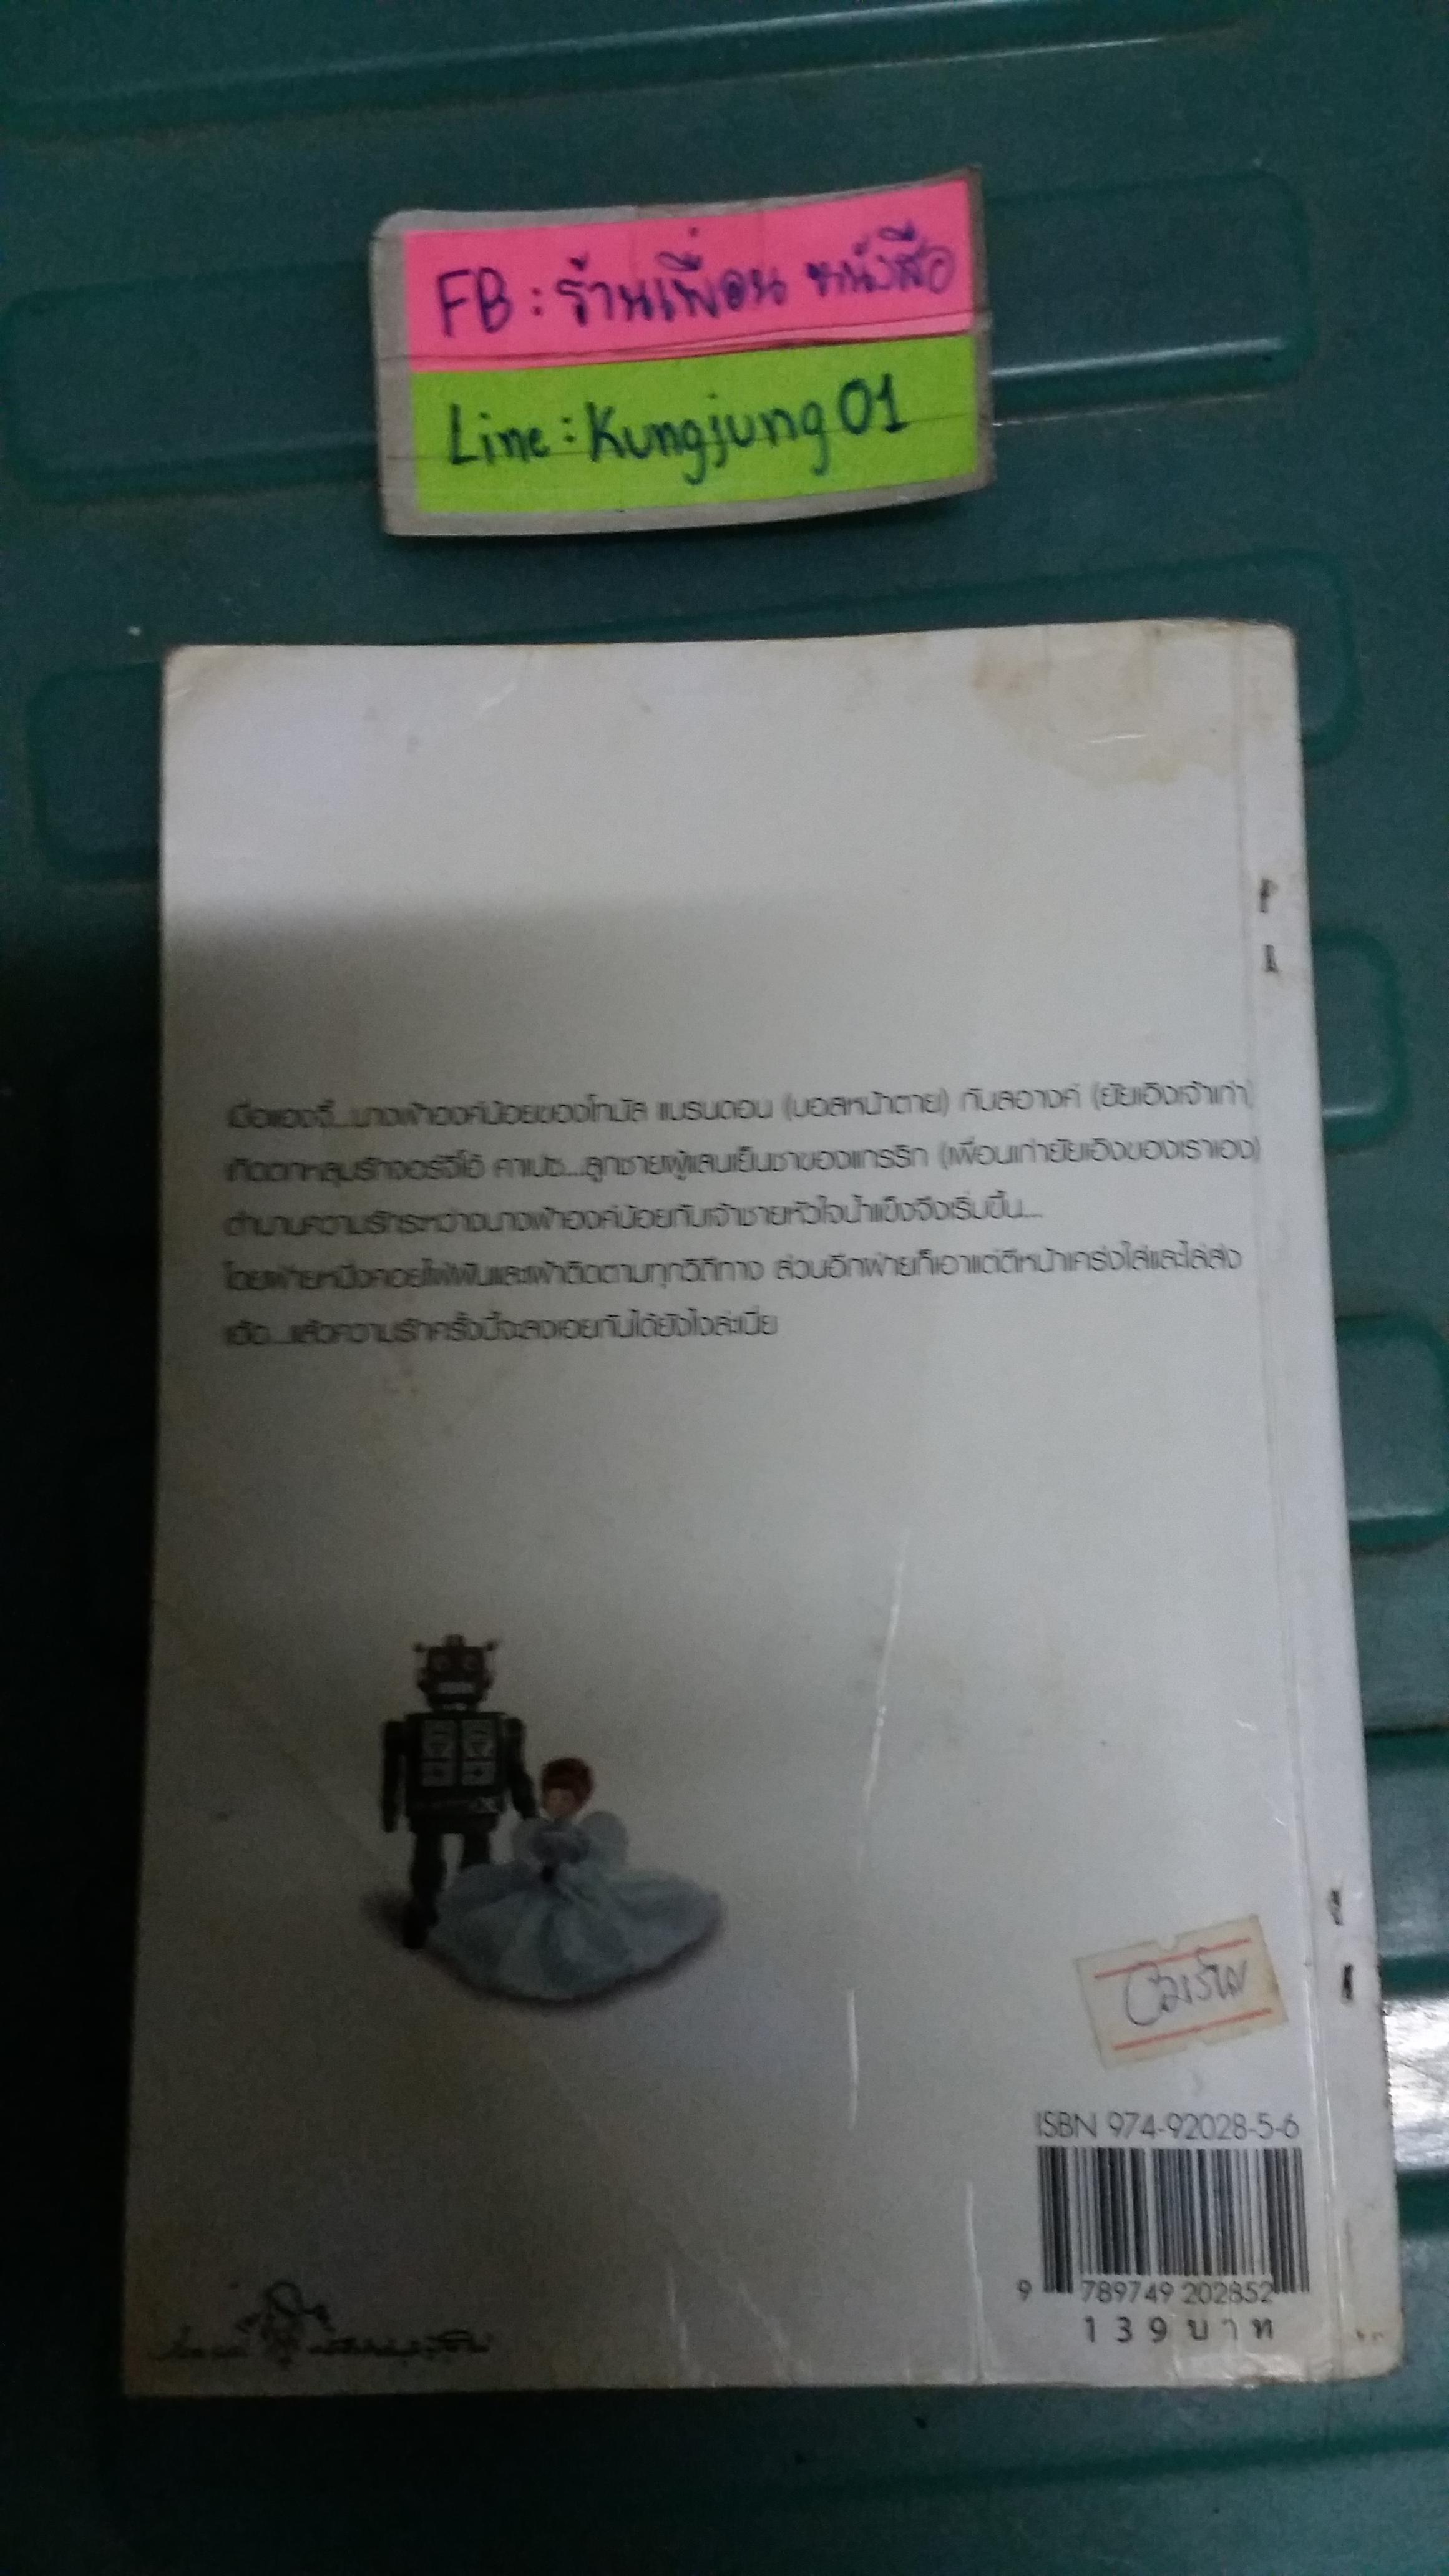 FB : ร้านเพื่อน หนังสือ
Line : Kungjung 01
เมื่อแองจี้...นางฟ้าองค์น้อยของโทมัส แบรนดอน (บอสหน้าตาย) กับลอางค์ (ยัยเอิงเจ้าเก่า)
เกิดตกหลุมรักจอร์จิโอ้ คาเปซ...ลูกชายผู้แสนเย็นชาของแกรริก (เพื่อนเก่ายัยเอิงของเราเอง)
ตำนานความรักระหว่างนางฟ้าองค์น้อยกับเจ้าชายหัวใจน้ำแข็งจึงเริ่มขึ้น...
โดยฝ่ายหนึ่งคอยใฝ่ฝันและเฝ้าติดตามทุกวิถีทาง ส่วนอีกฝ่ายก็เอาแต่ตีหน้าเคร่งใส่และไล่ส่ง
เฮ้อ...แล้วความรักครั้งนี้จะลงเอยกันได้ยังไงล่ะเนี่ย
ISBN 974-92028-5-6
9 789749 202852
139 บาท